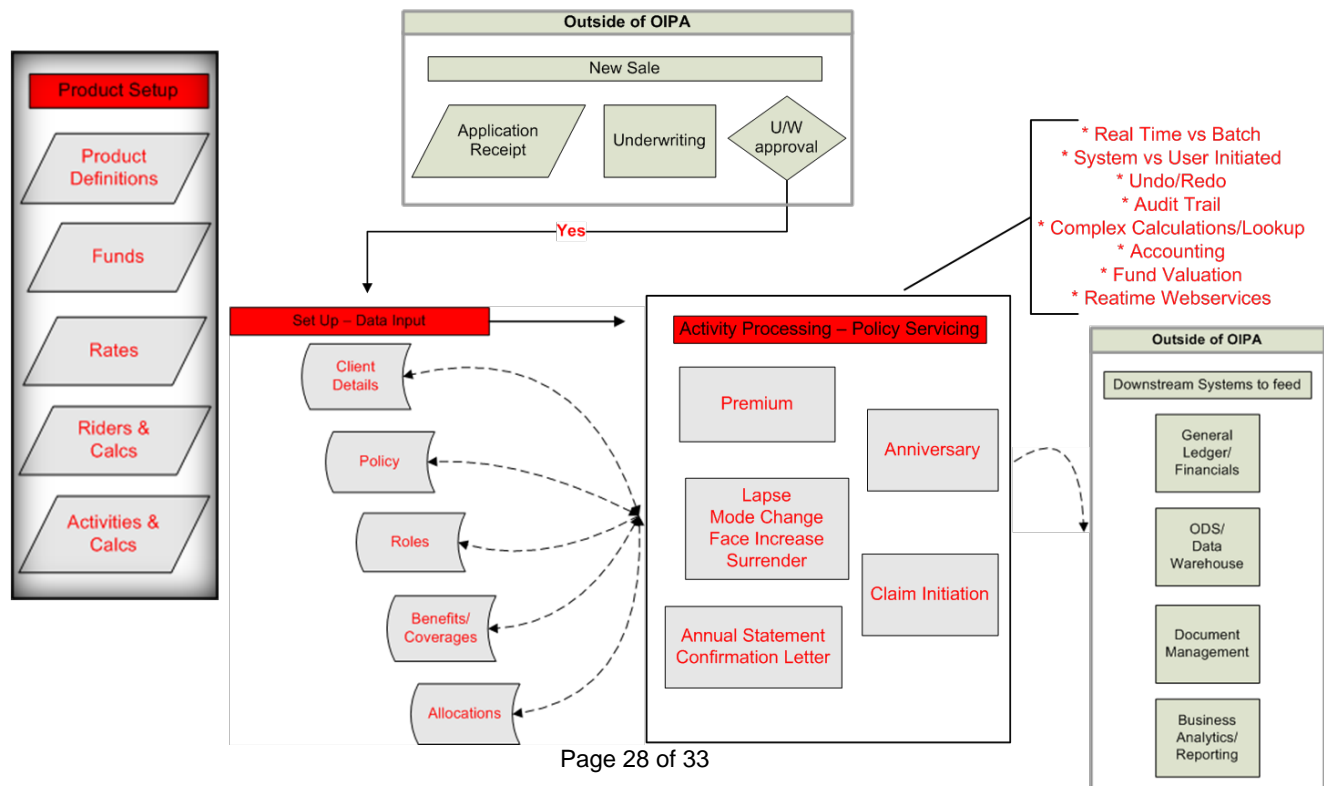 Outside of OIPA
New Sale
Application
Receipt
Underwriting
U/W
approval
Yes
Product Setup
Product
Definitions
Funds
Rates
Riders &
Calcs
Activities &
Calcs
Set Up – Data Input
Client
Details
Policy
Roles
Benefits/
Coverages
Allocations
Activity Processing – Policy Servicing
Premium
Anniversary
Lapse
Mode Change
Face Increase
Surrender
Claim Initiation
Annual Statement
Confirmation Letter
* Real Time vs Batch
* System vs User Initiated
* Undo/Redo
* Audit Trail
* Complex Calculations/Lookup
* Accounting
* Fund Valuation
* Reatime Webservices
Outside of OIPA
Downstream Systems to feed
General
Ledger/
Financials
ODS/
Data
Warehouse
Document
Management
Business
Analytics/
Reporting
Page 28 of 33